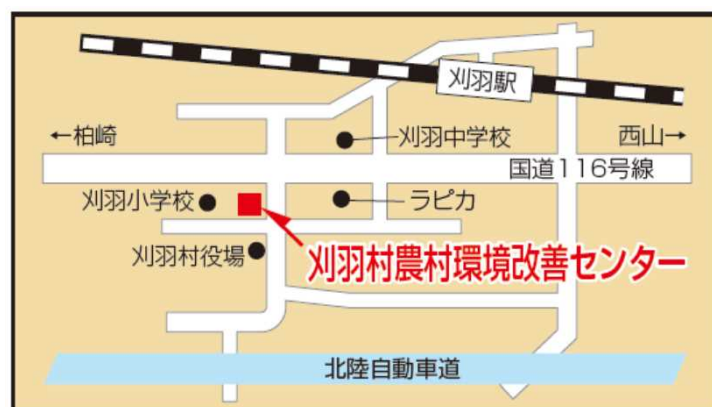 刈羽駅
←柏崎
刈羽中学校
西山→
国道116号線
刈羽小学校
ラピカ
刈羽村役場
刈羽村農村環境改善センター
北陸自動車道